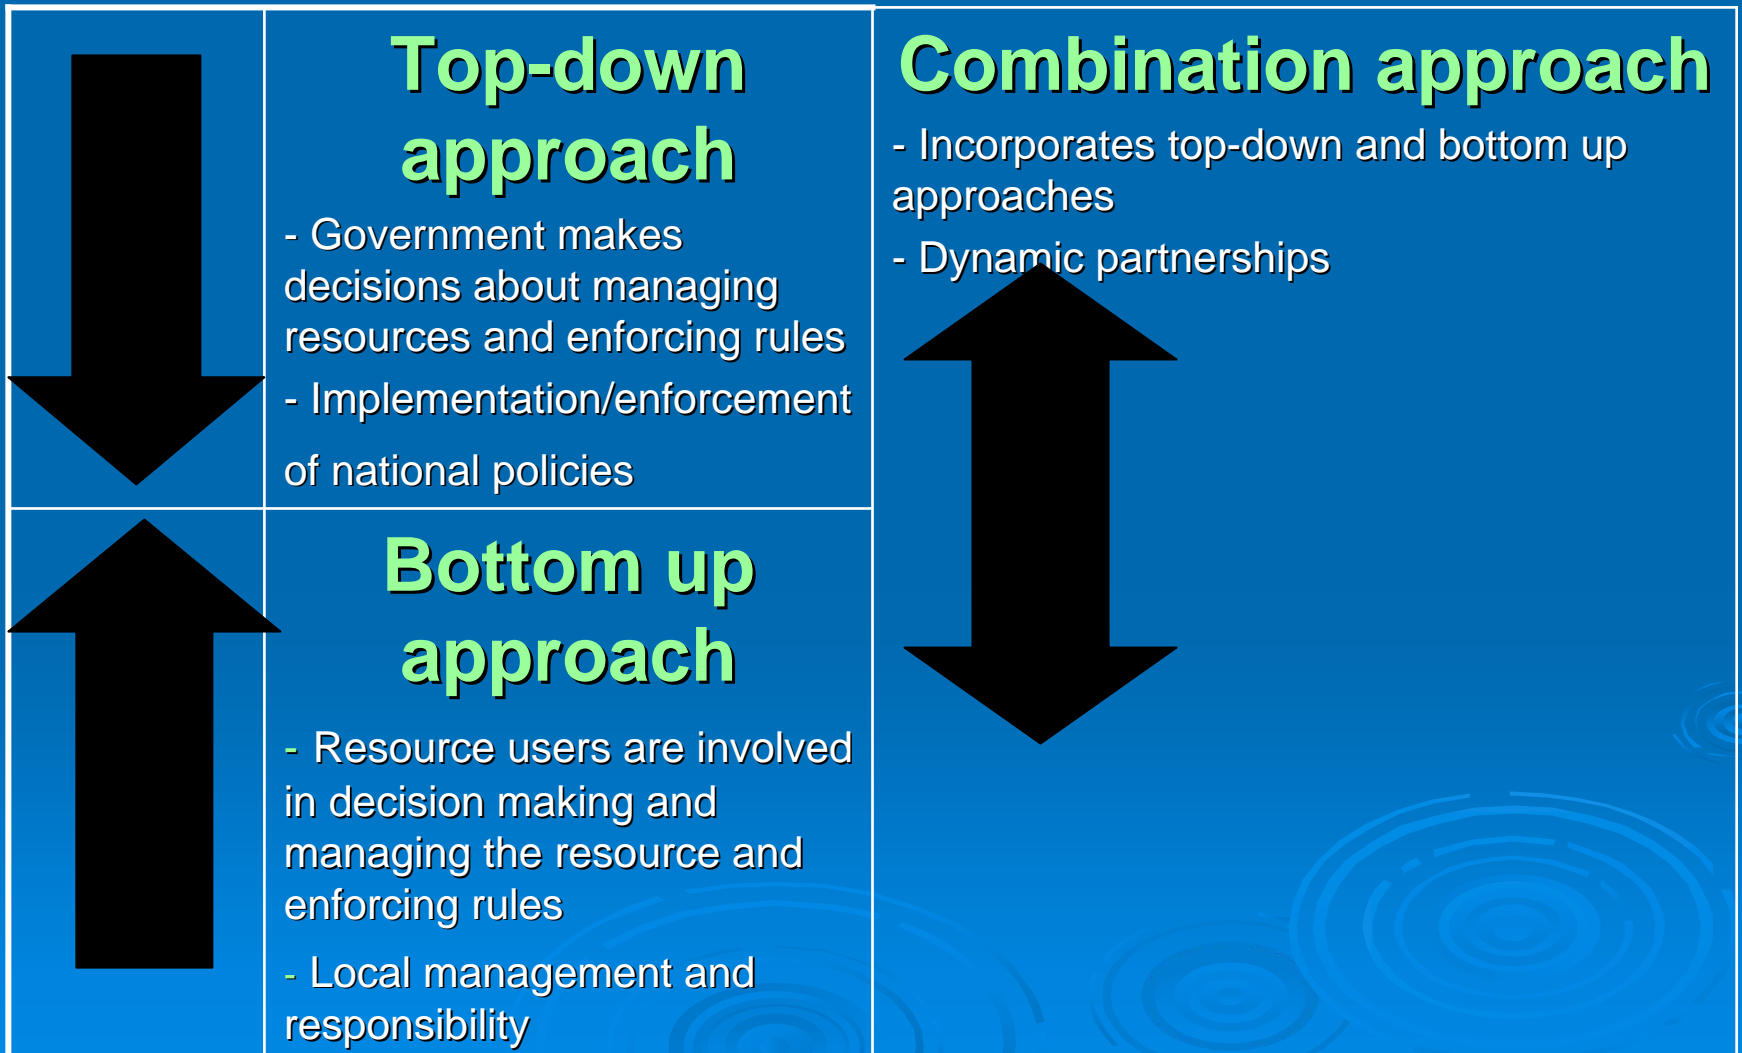 Top-down
approach
- Government makes
decisions about managing
resources and enforcing rules
- Implementation/enforcement
of national policies
Bottom up
approach
- Resource users are involved
in decision making and
managing the resource and
enforcing rules
- Local management and
responsibility
Combination approach
- Incorporates top-down and bottom up
approaches
- Dynamic partnerships